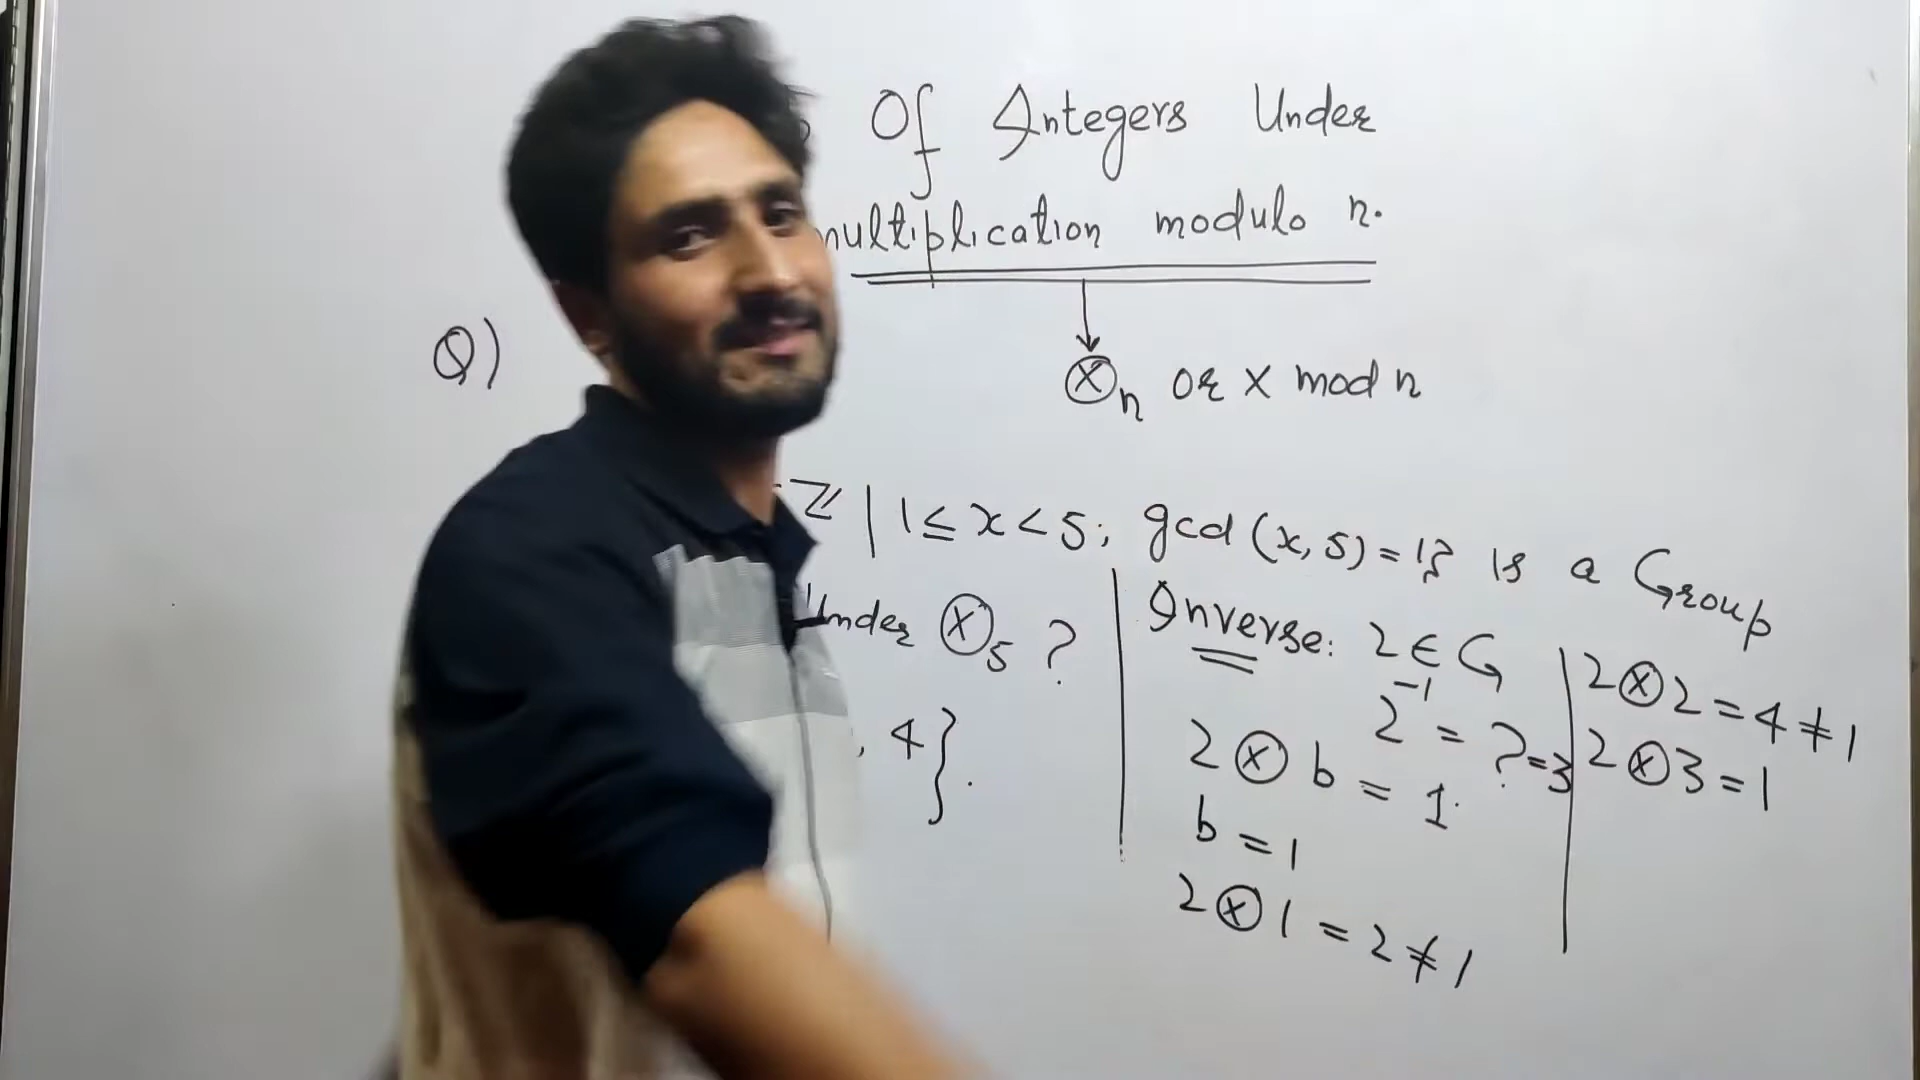 Of Integers Under
multiplication modulo n.
Q)
⊗n or × mod n
Z | 1 ≤ x < 5; gcd (x, 5) = 1} is a Group
Under ⊗5 ?
, 4}.
Inverse: 2 ∈ G
2⁻¹ = ? = 3
2 ⊗ b = 1.
b = 1
2 ⊗ 1 = 2 ≠ 1
2 ⊗ 2 = 4 ≠ 1
2 ⊗ 3 = 1